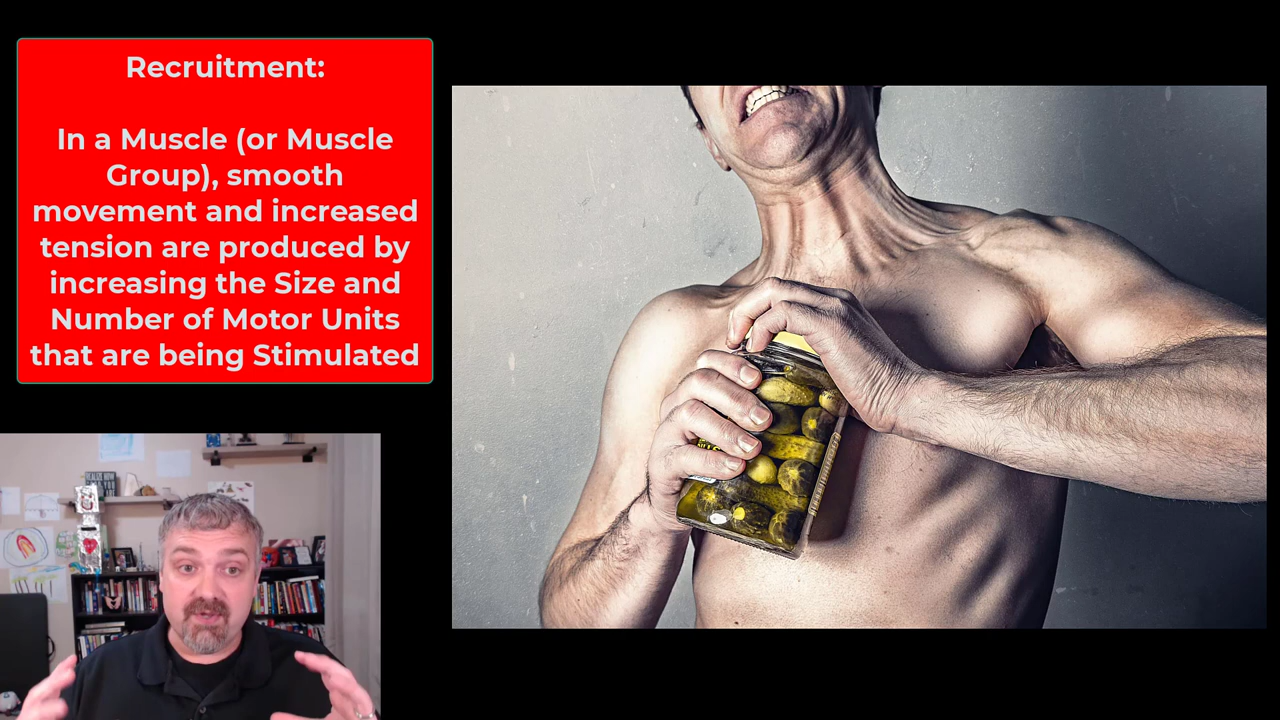 Recruitment:
In a Muscle (or Muscle
Group), smooth
movement and increased
tension are produced by
increasing the Size and
Number of Motor Units
that are being Stimulated